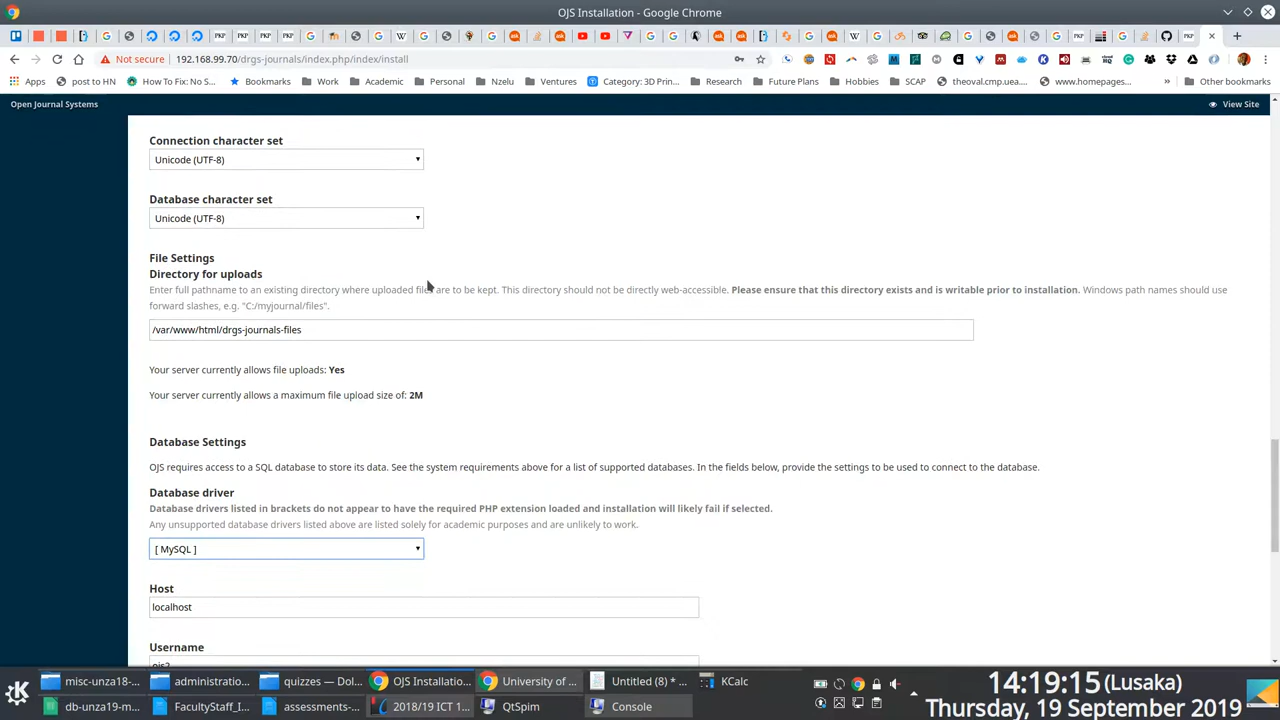 OJS Installation - Google Chrome
Not secure
192.168.99.70/drgs-journals/index.php/index/install
Apps
post to HN
How To Fix: No S...
Bookmarks
Work
Academic
Personal
Nzelu
Ventures
Category: 3D Print...
Research
Future Plans
Hobbies
SCAP
theoval.cmp.uea....
www.homepages...
»
Other bookmarks
Open Journal Systems
View Site
Connection character set
Unicode (UTF-8)
Database character set
Unicode (UTF-8)
File Settings
Directory for uploads
Enter full pathname to an existing directory where uploaded files are to be kept. This directory should not be directly web-accessible. Please ensure that this directory exists and is writable prior to installation. Windows path names should use
forward slashes, e.g. "C:/myjournal/files".
/var/www/html/drgs-journals-files
Your server currently allows file uploads: Yes
Your server currently allows a maximum file upload size of: 2M
Database Settings
OJS requires access to a SQL database to store its data. See the system requirements above for a list of supported databases. In the fields below, provide the settings to be used to connect to the database.
Database driver
Database drivers listed in brackets do not appear to have the required PHP extension loaded and installation will likely fail if selected.
Any unsupported database drivers listed above are listed solely for academic purposes and are unlikely to work.
[ MySQL ]
Host
localhost
Username
ojs2
misc-unza18-...
administratio...
quizzes — Dol...
OJS Installatio...
University of ...
Untitled (8) * ...
KCalc
db-unza19-m...
FacultyStaff_I...
assessments-...
2018/19 ICT 1...
QtSpim
Console
14:19:15 (Lusaka)
Thursday, 19 September 2019